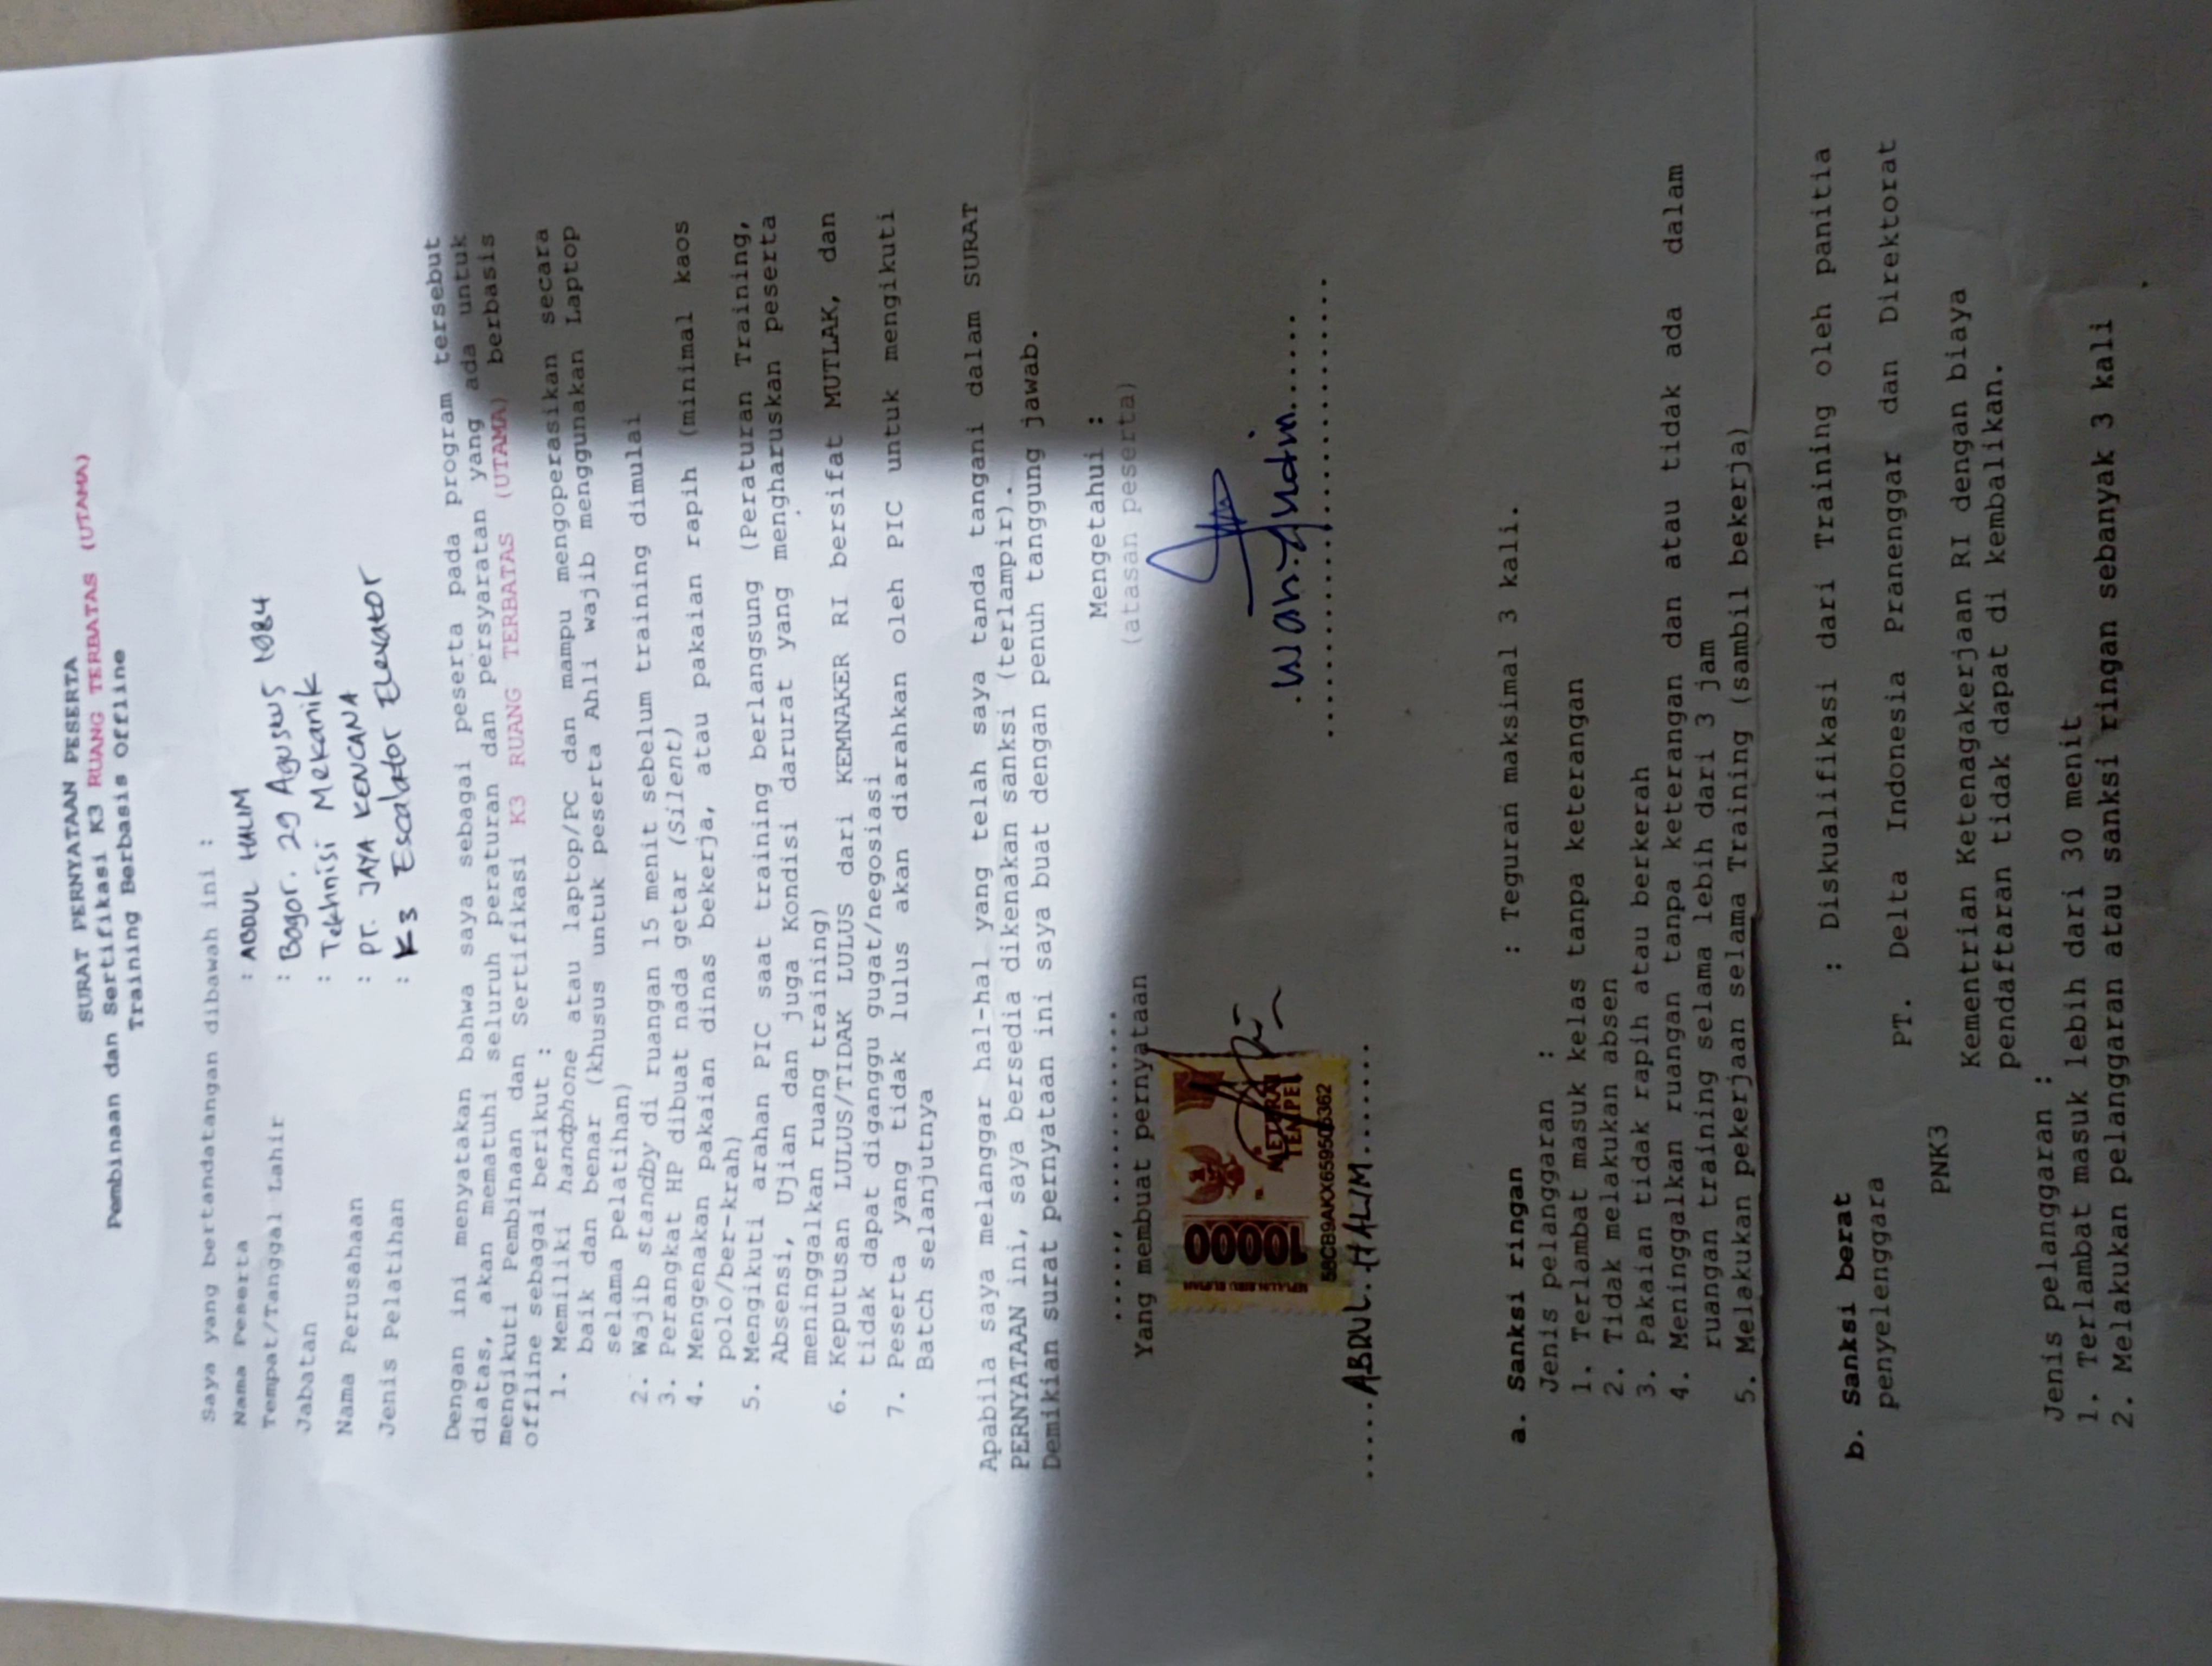 SURAT PERNYATAAN PESERTA
Pembinaan dan Sertifikasi K3 RUANG TERBATAS (UTAMA)
Training Berbasis Offline
Saya yang bertandatangan dibawah ini :
Nama Peserta : ABDUL HALIM
Tempat/Tanggal Lahir : Bogor. 29 Agustus 1984
Jabatan : Tekhnisi Mekanik
Nama Perusahaan : PT. JAYA KENCANA
Jenis Pelatihan : K3 Escalator Elevator
Dengan ini menyatakan bahwa saya sebagai peserta pada program tersebut
diatas, akan mematuhi seluruh peraturan dan persyaratan yang ada untuk
mengikuti Pembinaan dan Sertifikasi K3 RUANG TERBATAS (UTAMA) berbasis
offline sebagai berikut :
1. Memiliki handphone atau laptop/PC dan mampu mengoperasikan secara
baik dan benar (khusus untuk peserta Ahli wajib menggunakan Laptop
selama pelatihan)
2. Wajib standby di ruangan 15 menit sebelum training dimulai
3. Perangkat HP dibuat nada getar (Silent)
4. Mengenakan pakaian dinas bekerja, atau pakaian rapih (minimal kaos
polo/ber-krah)
5. Mengikuti arahan PIC saat training berlangsung (Peraturan Training,
Absensi, Ujian dan juga Kondisi darurat yang mengharuskan peserta
meninggalkan ruang training)
6. Keputusan LULUS/TIDAK LULUS dari KEMNAKER RI bersifat MUTLAK, dan
tidak dapat diganggu gugat/negosiasi
7. Peserta yang tidak lulus akan diarahkan oleh PIC untuk mengikuti
Batch selanjutnya
Apabila saya melanggar hal-hal yang telah saya tanda tangani dalam SURAT
PERNYATAAN ini, saya bersedia dikenakan sanksi (terlampir).
Demikian surat pernyataan ini saya buat dengan penuh tanggung jawab.
....., ............
Yang membuat pernyataan
Mengetahui :
(atasan peserta)
SEPULUH RIBU RUPIAH
10000
METERAI
TEMPEL
58CB9AKX659505362
.....ABDUL. HALIM.......
a. Sanksi ringan : Teguran maksimal 3 kali.
Jenis pelanggaran :
1. Terlambat masuk kelas tanpa keterangan
2. Tidak melakukan absen
3. Pakaian tidak rapih atau berkerah
4. Meninggalkan ruangan tanpa keterangan dan atau tidak ada dalam
ruangan training selama lebih dari 3 jam
5. Melakukan pekerjaan selama Training (sambil bekerja)
b. Sanksi berat : Diskualifikasi dari Training oleh panitia
penyelenggara
PT. Delta Indonesia Pranenggar dan Direktorat
PNK3
Kementrian Ketenagakerjaan RI dengan biaya
pendaftaran tidak dapat di kembalikan.
Jenis pelanggaran :
1. Terlambat masuk lebih dari 30 menit
2. Melakukan pelanggaran atau sanksi ringan sebanyak 3 kali